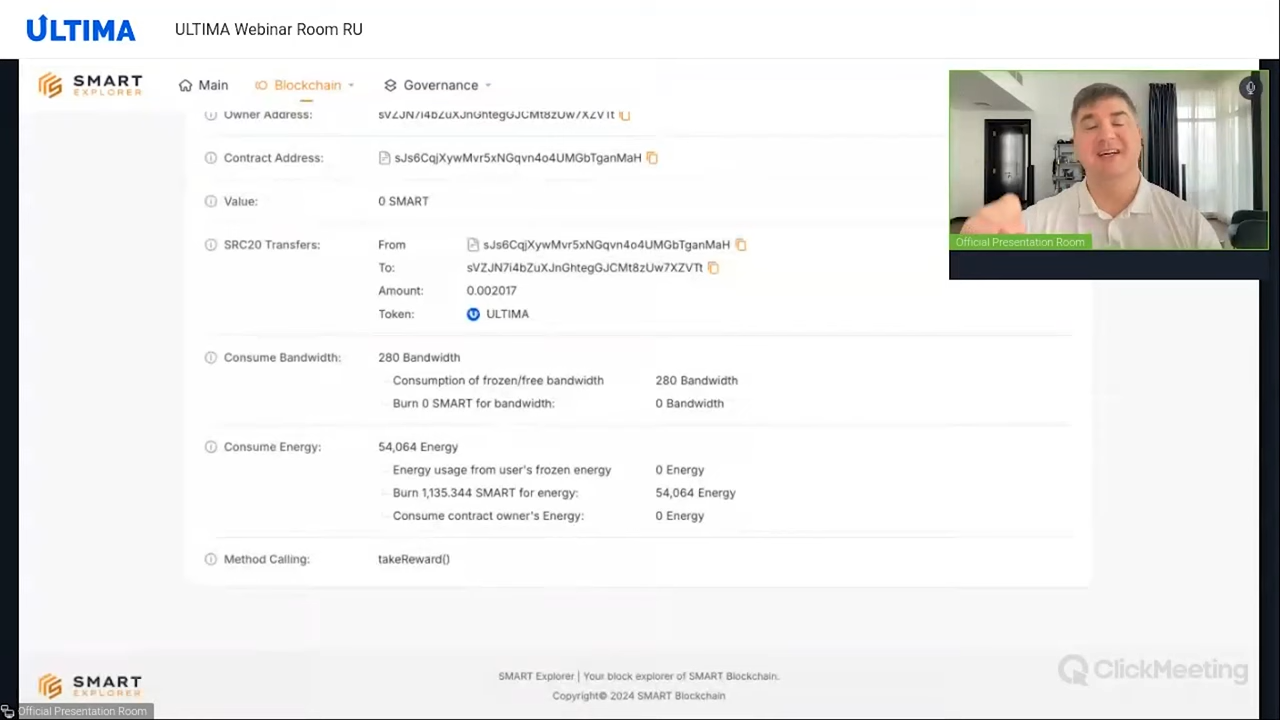 ULTIMA
ULTIMA Webinar Room RU
SMART
EXPLORER
Main
Blockchain
Governance
Owner Address:
sVZJN7i4bZuXJnGhtegGJCMt8zUw7XZVTt
Contract Address:
sJs6CqjXywMvr5xNGqvn4o4UMGbTganMaH
Value:
0 SMART
SRC20 Transfers:
From
sJs6CqjXywMvr5xNGqvn4o4UMGbTganMaH
To:
sVZJN7i4bZuXJnGhtegGJCMt8zUw7XZVTt
Amount:
0.002017
Token:
ULTIMA
Consume Bandwidth:
280 Bandwidth
Consumption of frozen/free bandwidth
280 Bandwidth
Burn 0 SMART for bandwidth:
0 Bandwidth
Consume Energy:
54,064 Energy
Energy usage from user's frozen energy
0 Energy
Burn 1,135.344 SMART for energy:
54,064 Energy
Consume contract owner's Energy:
0 Energy
Method Calling:
takeReward()
Official Presentation Room
SMART
EXPLORER
SMART Explorer | Your block explorer of SMART Blockchain.
Copyright© 2024 SMART Blockchain
ClickMeeting
Official Presentation Room